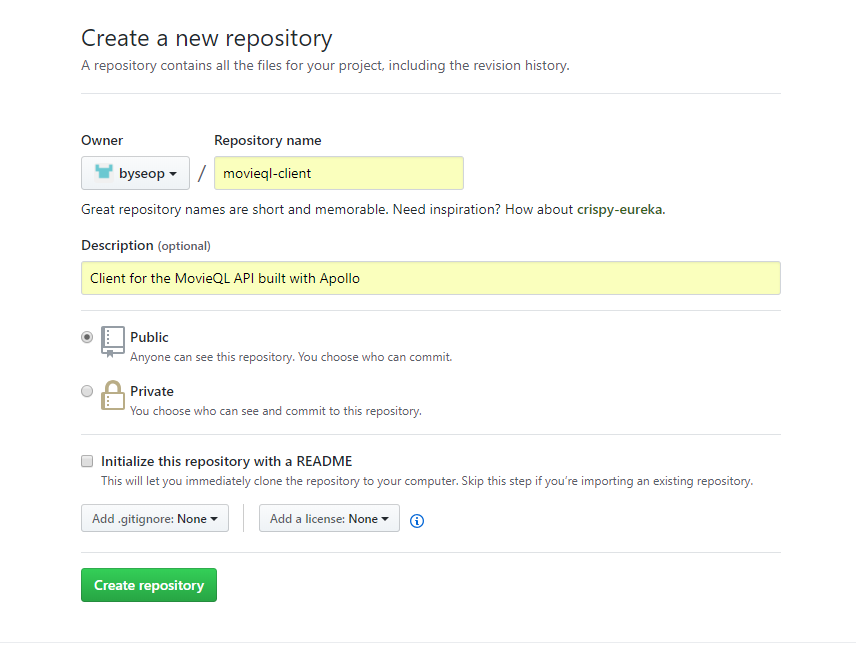 Create a new repository
A repository contains all the files for your project, including the revision history.
Owner
Repository name
byseop
/
movieql-client
Great repository names are short and memorable. Need inspiration? How about crispy-eureka.
Description (optional)
Client for the MovieQL API built with Apollo
Public
Anyone can see this repository. You choose who can commit.
Private
You choose who can see and commit to this repository.
Initialize this repository with a README
This will let you immediately clone the repository to your computer. Skip this step if you’re importing an existing repository.
Add .gitignore: None
Add a license: None
Create repository